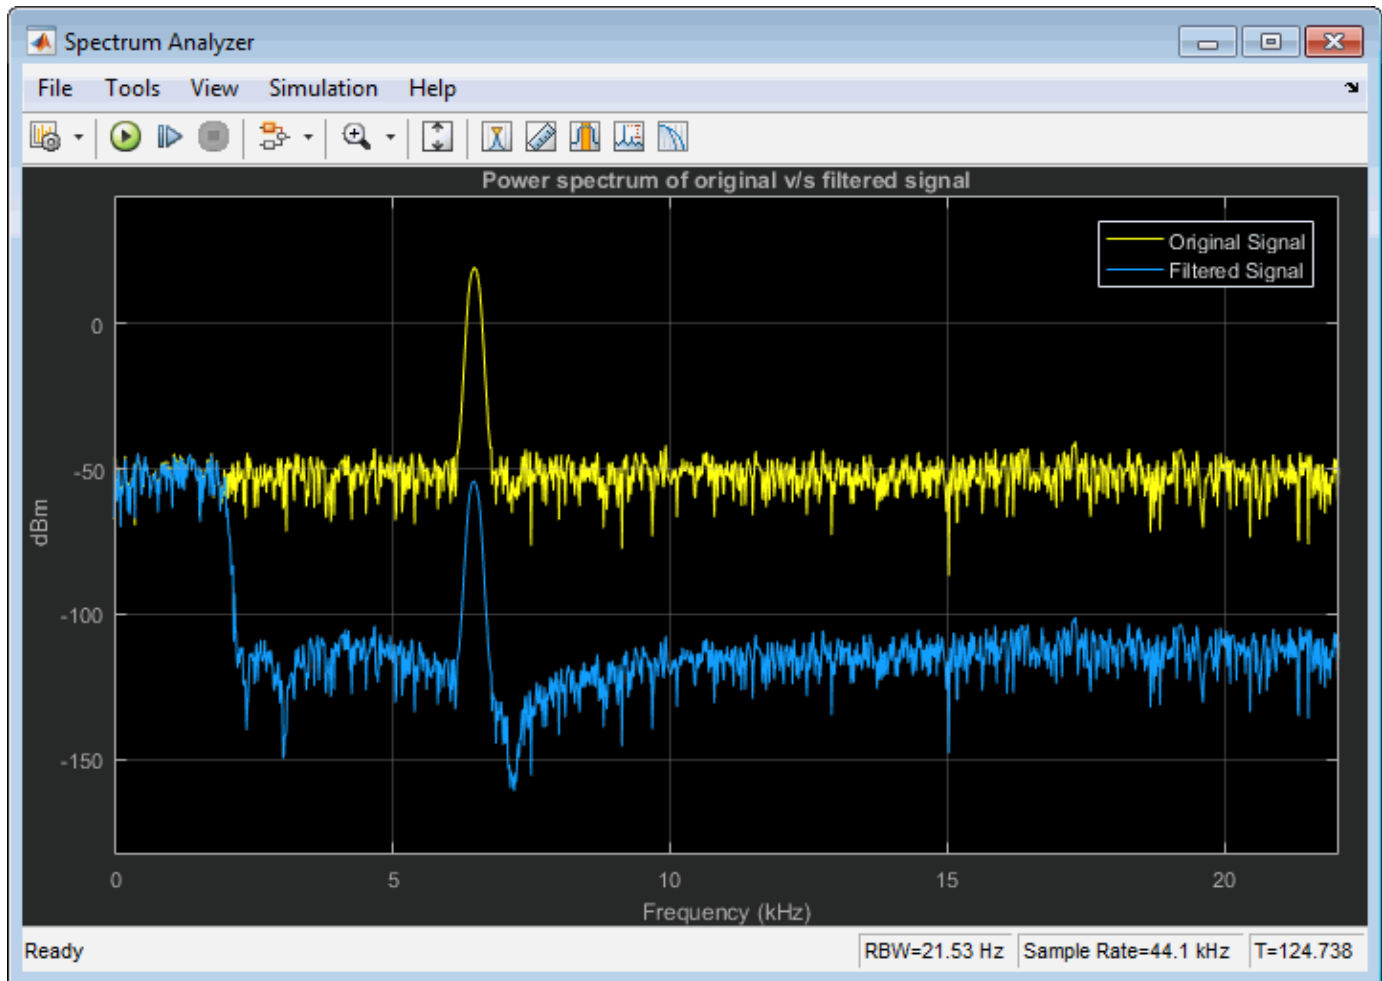 Spectrum Analyzer
File Tools View Simulation Help
Power spectrum of original v/s filtered signal
Original Signal
Filtered Signal
0
-50
-100
-150
dBm
0 5 10 15 20
Frequency (kHz)
Ready RBW=21.53 Hz Sample Rate=44.1 kHz T=124.738